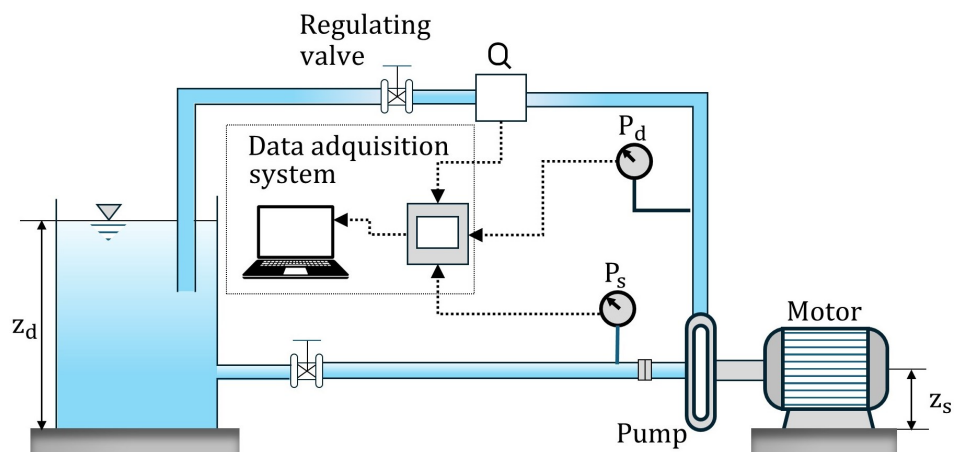 Regulating
valve
Q
P_d
Data adquisition
system
P_s
z_d
Motor
z_s
Pump